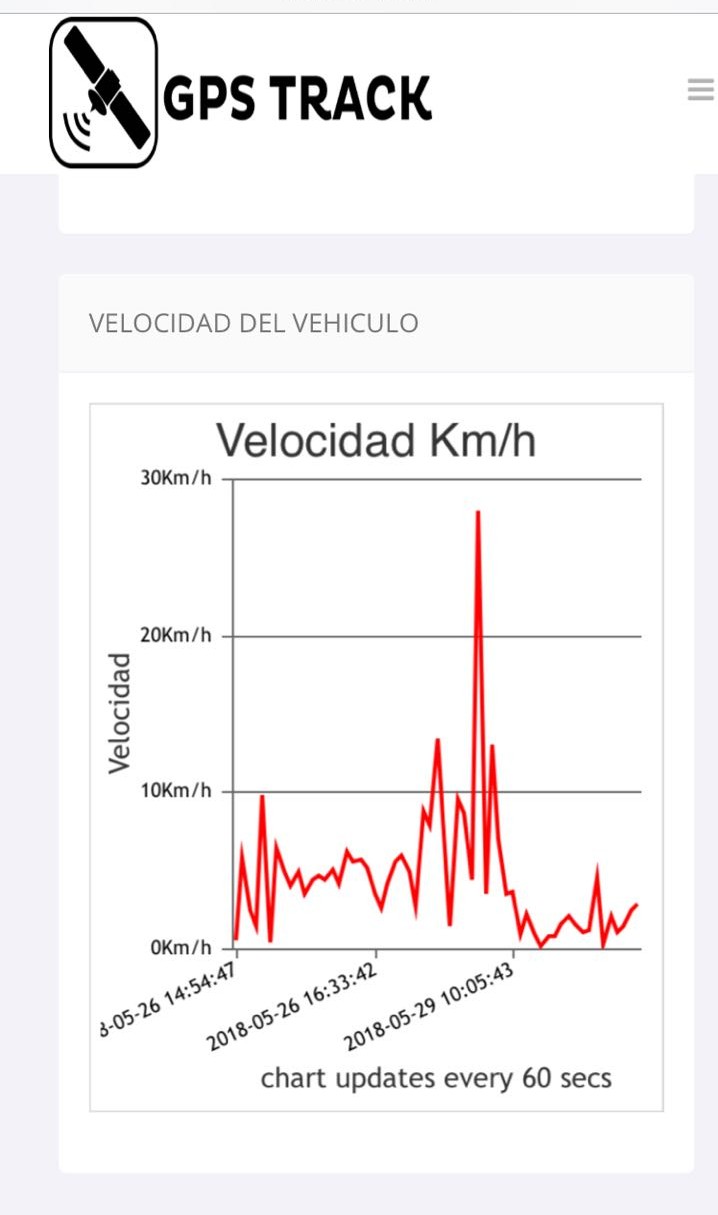 GPS TRACK
VELOCIDAD DEL VEHICULO
Velocidad Km/h
30Km/h
20Km/h
Velocidad
10Km/h
0Km/h
8-05-26 14:54:47
2018-05-26 16:33:42
2018-05-29 10:05:43
chart updates every 60 secs